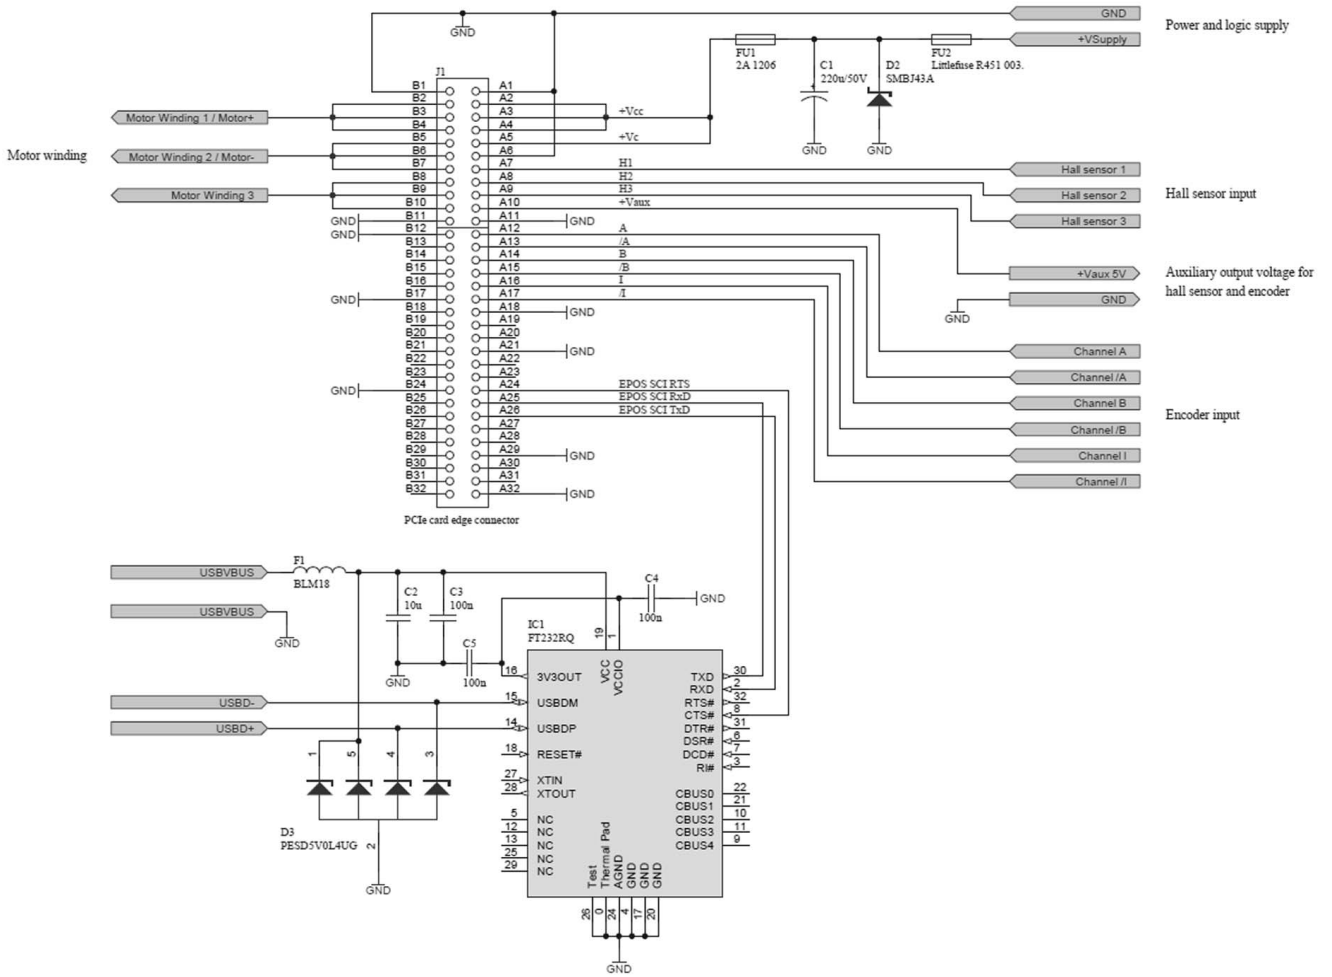 GND
Power and logic supply
GND
+VSupply
FU1
2A 1206
C1
220u/50V
D2
SMBJ43A
FU2
Littlefuse R451 003.
J1
GND
GND
B1 A1
B2 A2
B3 A3 +Vcc
Motor Winding 1 / Motor+
B4 A4
B5 A5 +Vc
Motor winding
Motor Winding 2 / Motor-
B6 A6
B7 A7 H1
Hall sensor 1
B8 A8 H2
Motor Winding 3
B9 A9 H3
Hall sensor 2
Hall sensor input
B10 A10 +Vaux
GND B11 A11 GND
Hall sensor 3
GND B12 A12 A
B13 A13 /A
B14 A14 B
B15 A15 /B
+Vaux 5V
Auxiliary output voltage for
hall sensor and encoder
B16 A16 I
GND B17 A17 /I
GND
GND
B18 A18 GND
B19 A19
B20 A20
B21 A21 GND
Channel A
B22 A22
B23 A23
Channel /A
GND B24 A24 EPOS SCI RTS
B25 A25 EPOS SCI RxD
Channel B
B26 A26 EPOS SCI TxD
Encoder input
B27 A27
Channel /B
B28 A28
B29 A29 GND
Channel I
B30 A30
B31 A31
Channel /I
B32 A32 GND
PCIe card edge connector
USBVBUS
F1
BLM18
C2
10u
C3
100n
C4
100n
GND
USBVBUS
GND
IC1
FT232RQ
C5
100n
GND
19 1
VCC
VCCIO
16 3V3OUT
TXD 30
RXD 2
USBD-
15 USBDM
RTS# 32
CTS# 8
USBD+
14 USBDP
DTR# 31
DSR# 6
18 RESET#
DCD# 7
RI# 3
1 5 4 3
27 XTIN
28 XTOUT
CBUS0 22
CBUS1 21
5 NC
CBUS2 10
12 NC
CBUS3 11
13 NC
CBUS4 9
25 NC
29 NC
D3
PESD5V0L4UG
2
GND
Test
Thermal Pad
AGND
GND
GND
GND
26 0 24 4 17 20
GND